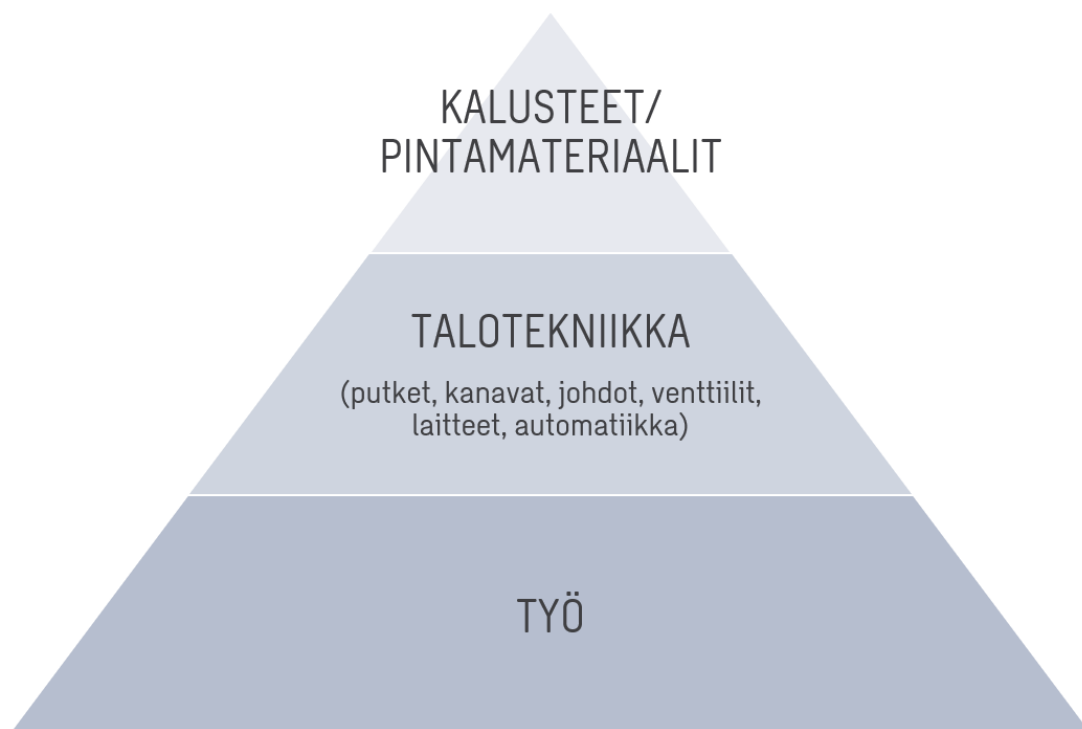 KALUSTEET/
PINTAMATERIAALIT
TALOTEKNIIKKA
(putket, kanavat, johdot, venttiilit,
laitteet, automatiikka)
TYÖ